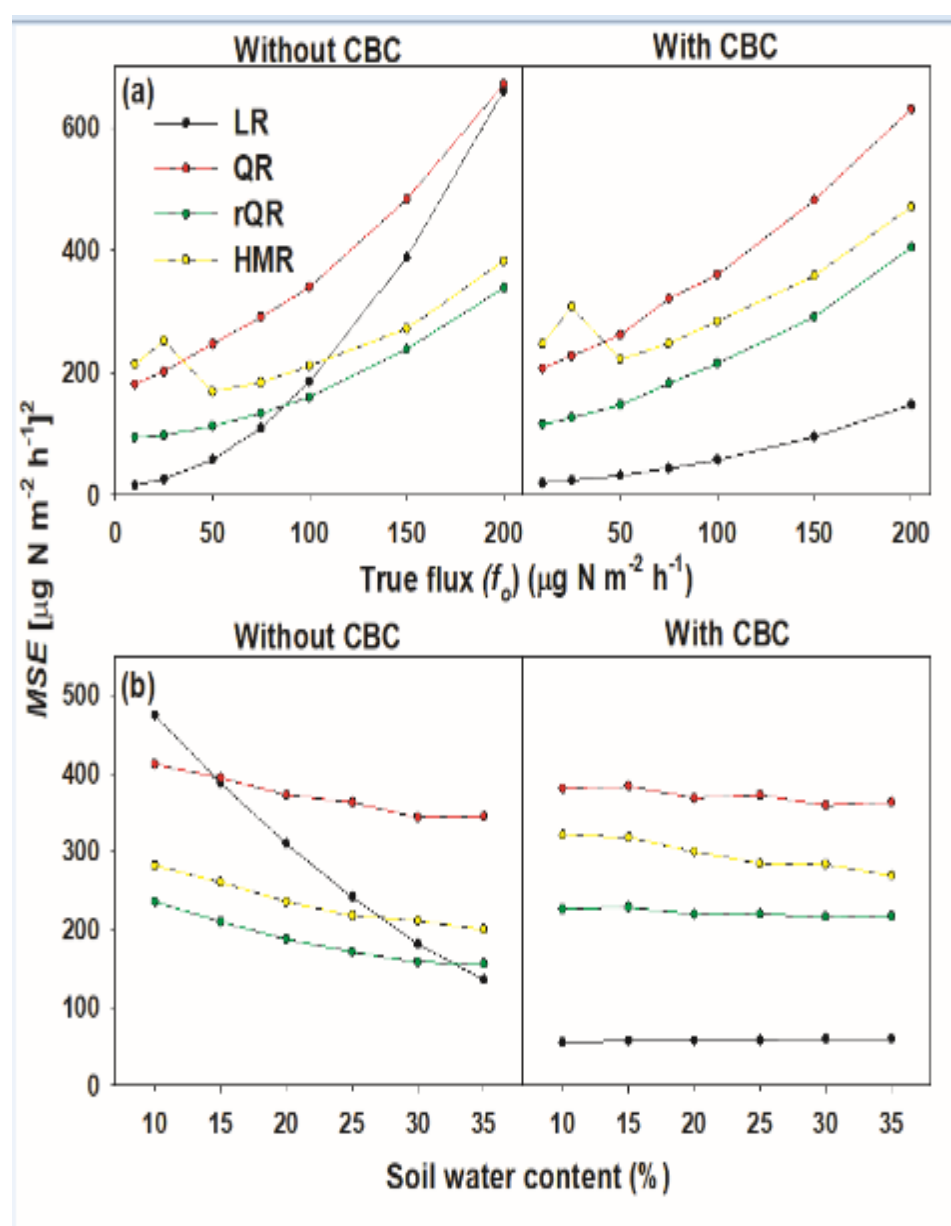 Without CBC
With CBC
(a)
LR
QR
rQR
HMR
600
400
200
0
0 50 100 150 200
50 100 150 200
True flux (fo) (µg N m-2 h-1)
MSE [µg N m-2 h-1]2
Without CBC
With CBC
(b)
500
400
300
200
100
0
10 15 20 25 30 35
10 15 20 25 30 35
Soil water content (%)